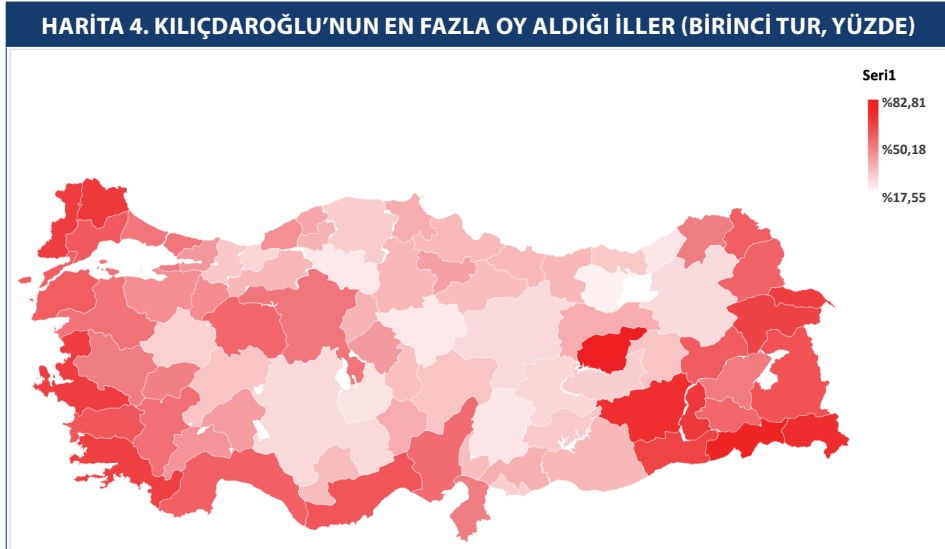 HARİTA 4. KILIÇDAROĞLU’NUN EN FAZLA OY ALDIĞI İLLER (BİRİNCİ TUR, YÜZDE)
Seri1
%82,81
%50,18
%17,55